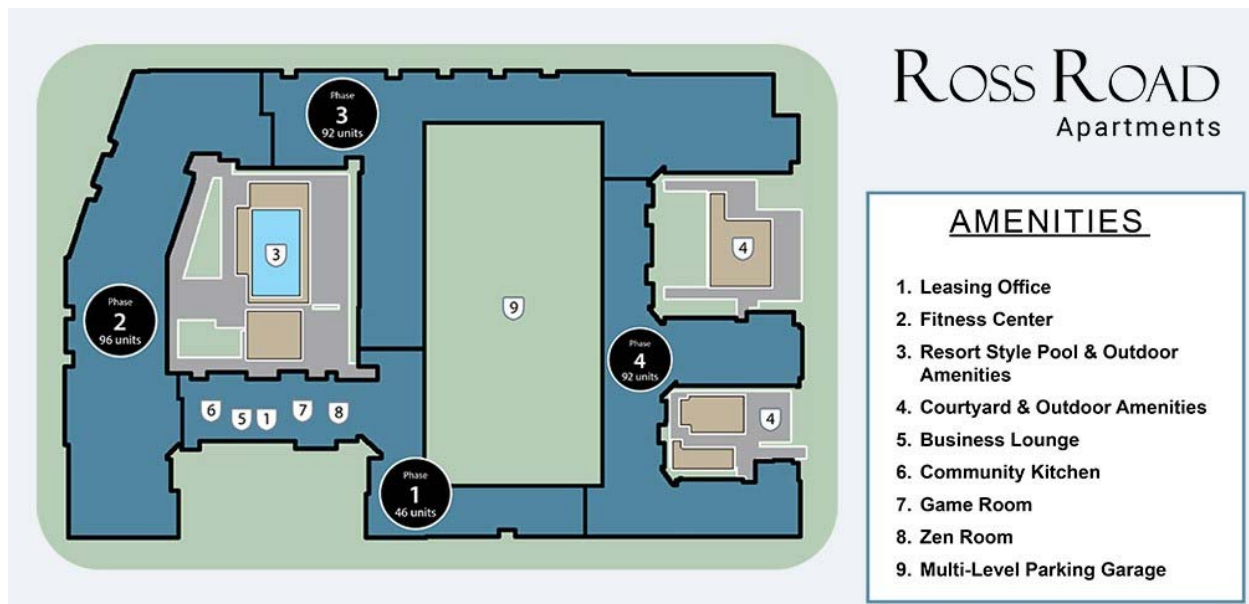 Ross Road
Apartments
Phase
3
92 units
3
4
9
Phase
2
96 units
Phase
4
92 units
6
5
1
7
8
4
Phase
1
46 units
AMENITIES
1. Leasing Office
2. Fitness Center
3. Resort Style Pool & Outdoor
Amenities
4. Courtyard & Outdoor Amenities
5. Business Lounge
6. Community Kitchen
7. Game Room
8. Zen Room
9. Multi-Level Parking Garage